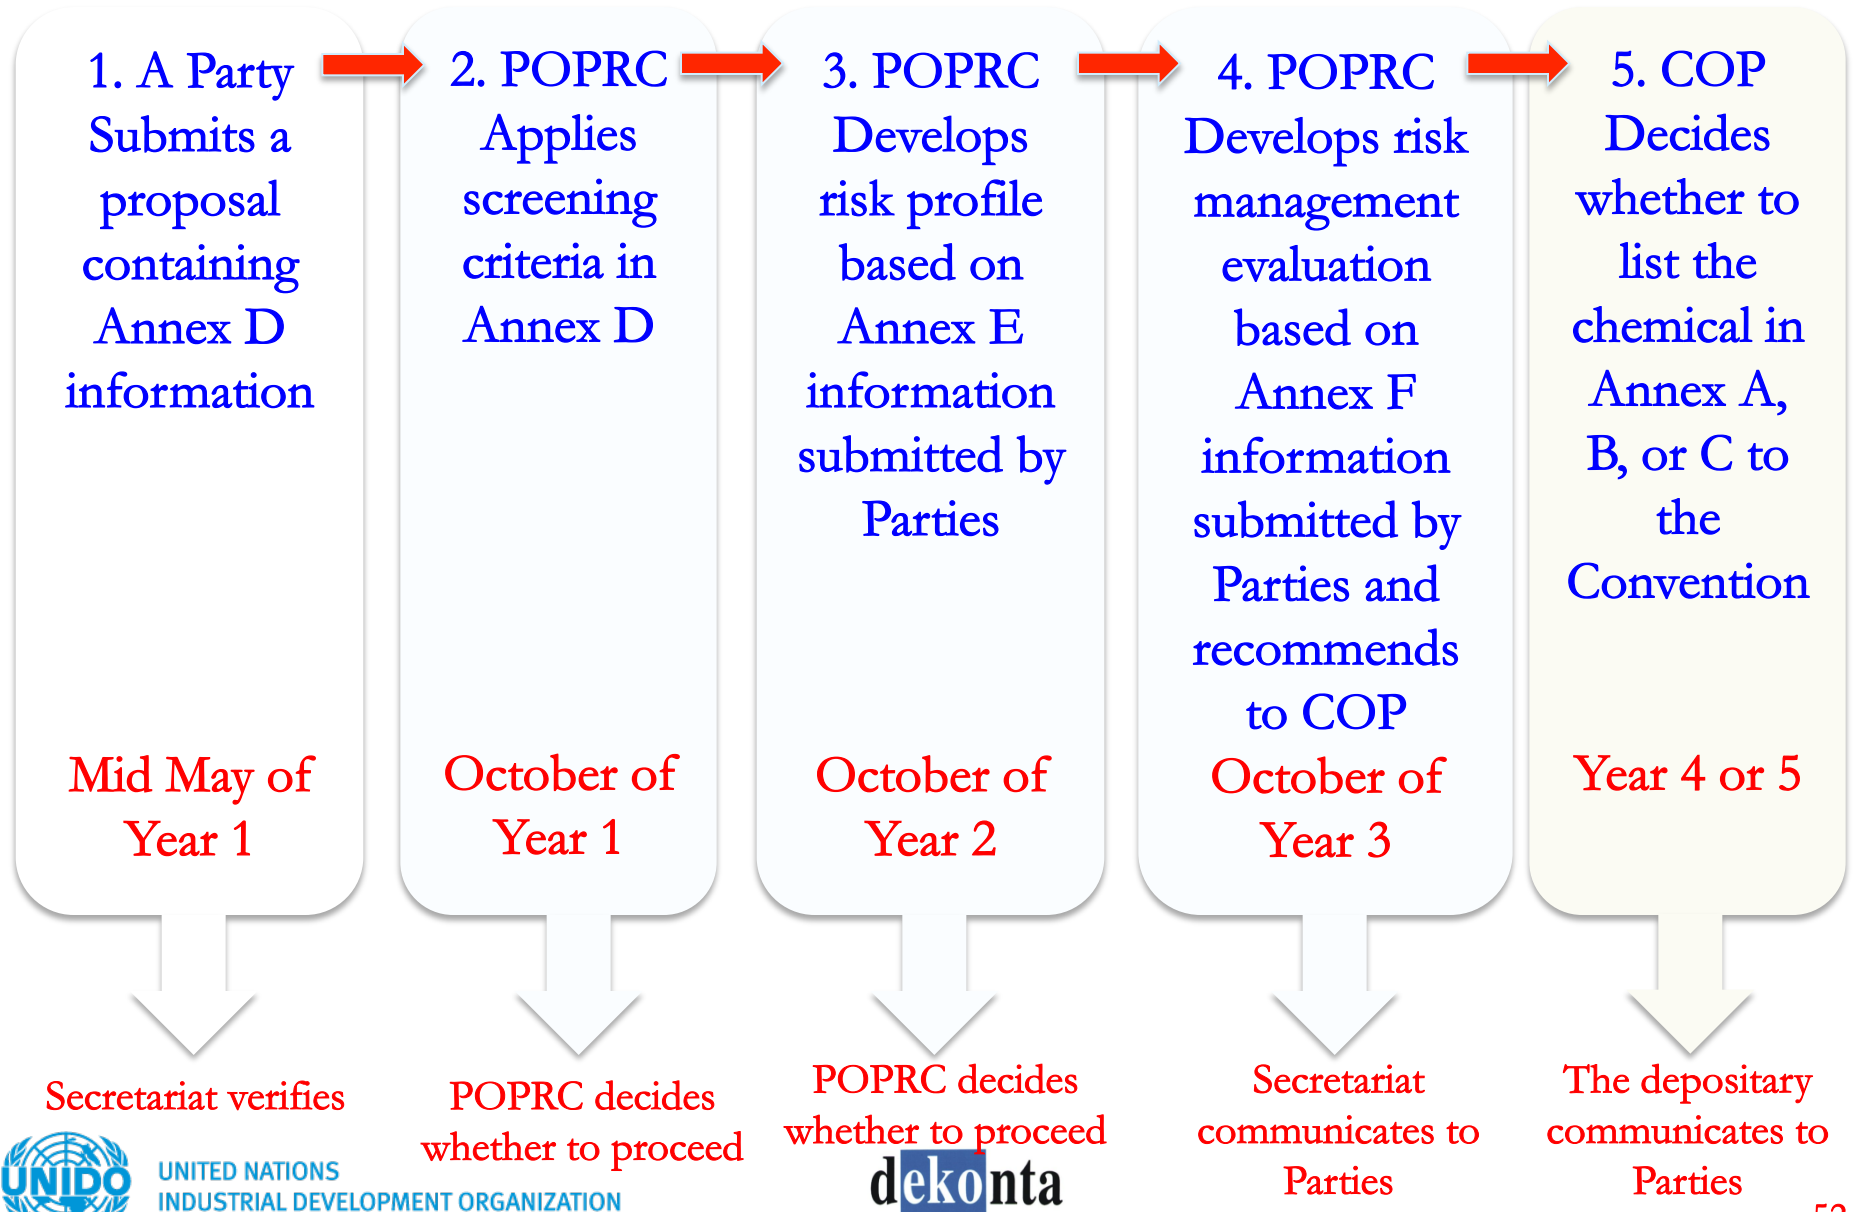 1. A Party
Submits a
proposal
containing
Annex D
information
Mid May of
Year 1
2. POPRC
Applies
screening
criteria in
Annex D
October of
Year 1
3. POPRC
Develops
risk profile
based on
Annex E
information
submitted by
Parties
October of
Year 2
4. POPRC
Develops risk
management
evaluation
based on
Annex F
information
submitted by
Parties and
recommends
to COP
October of
Year 3
5. COP
Decides
whether to
list the
chemical in
Annex A,
B, or C to
the
Convention
Year 4 or 5
Secretariat verifies
POPRC decides
whether to proceed
POPRC decides
whether to proceed
Secretariat
communicates to
Parties
The depositary
communicates to
Parties
UNIDO
UNITED NATIONS
INDUSTRIAL DEVELOPMENT ORGANIZATION
dekonta